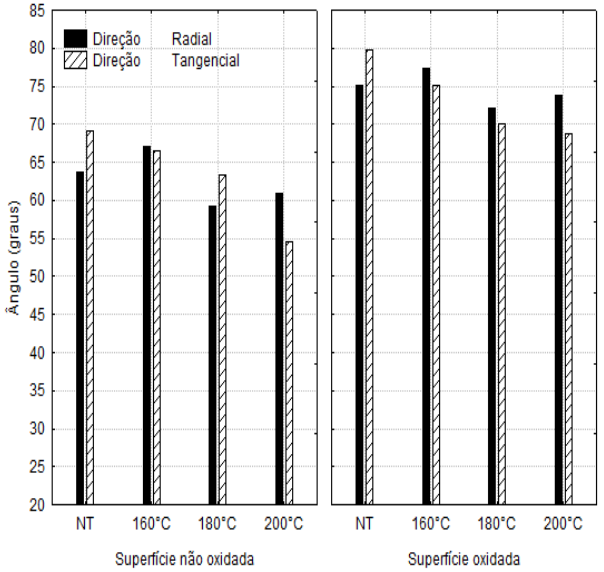 85
80
75
70
65
60
55
50
45
40
35
30
25
20
Ângulo (graus)
Direção Radial
Direção Tangencial
NT 160°C 180°C 200°C
Superfície não oxidada
NT 160°C 180°C 200°C
Superfície oxidada